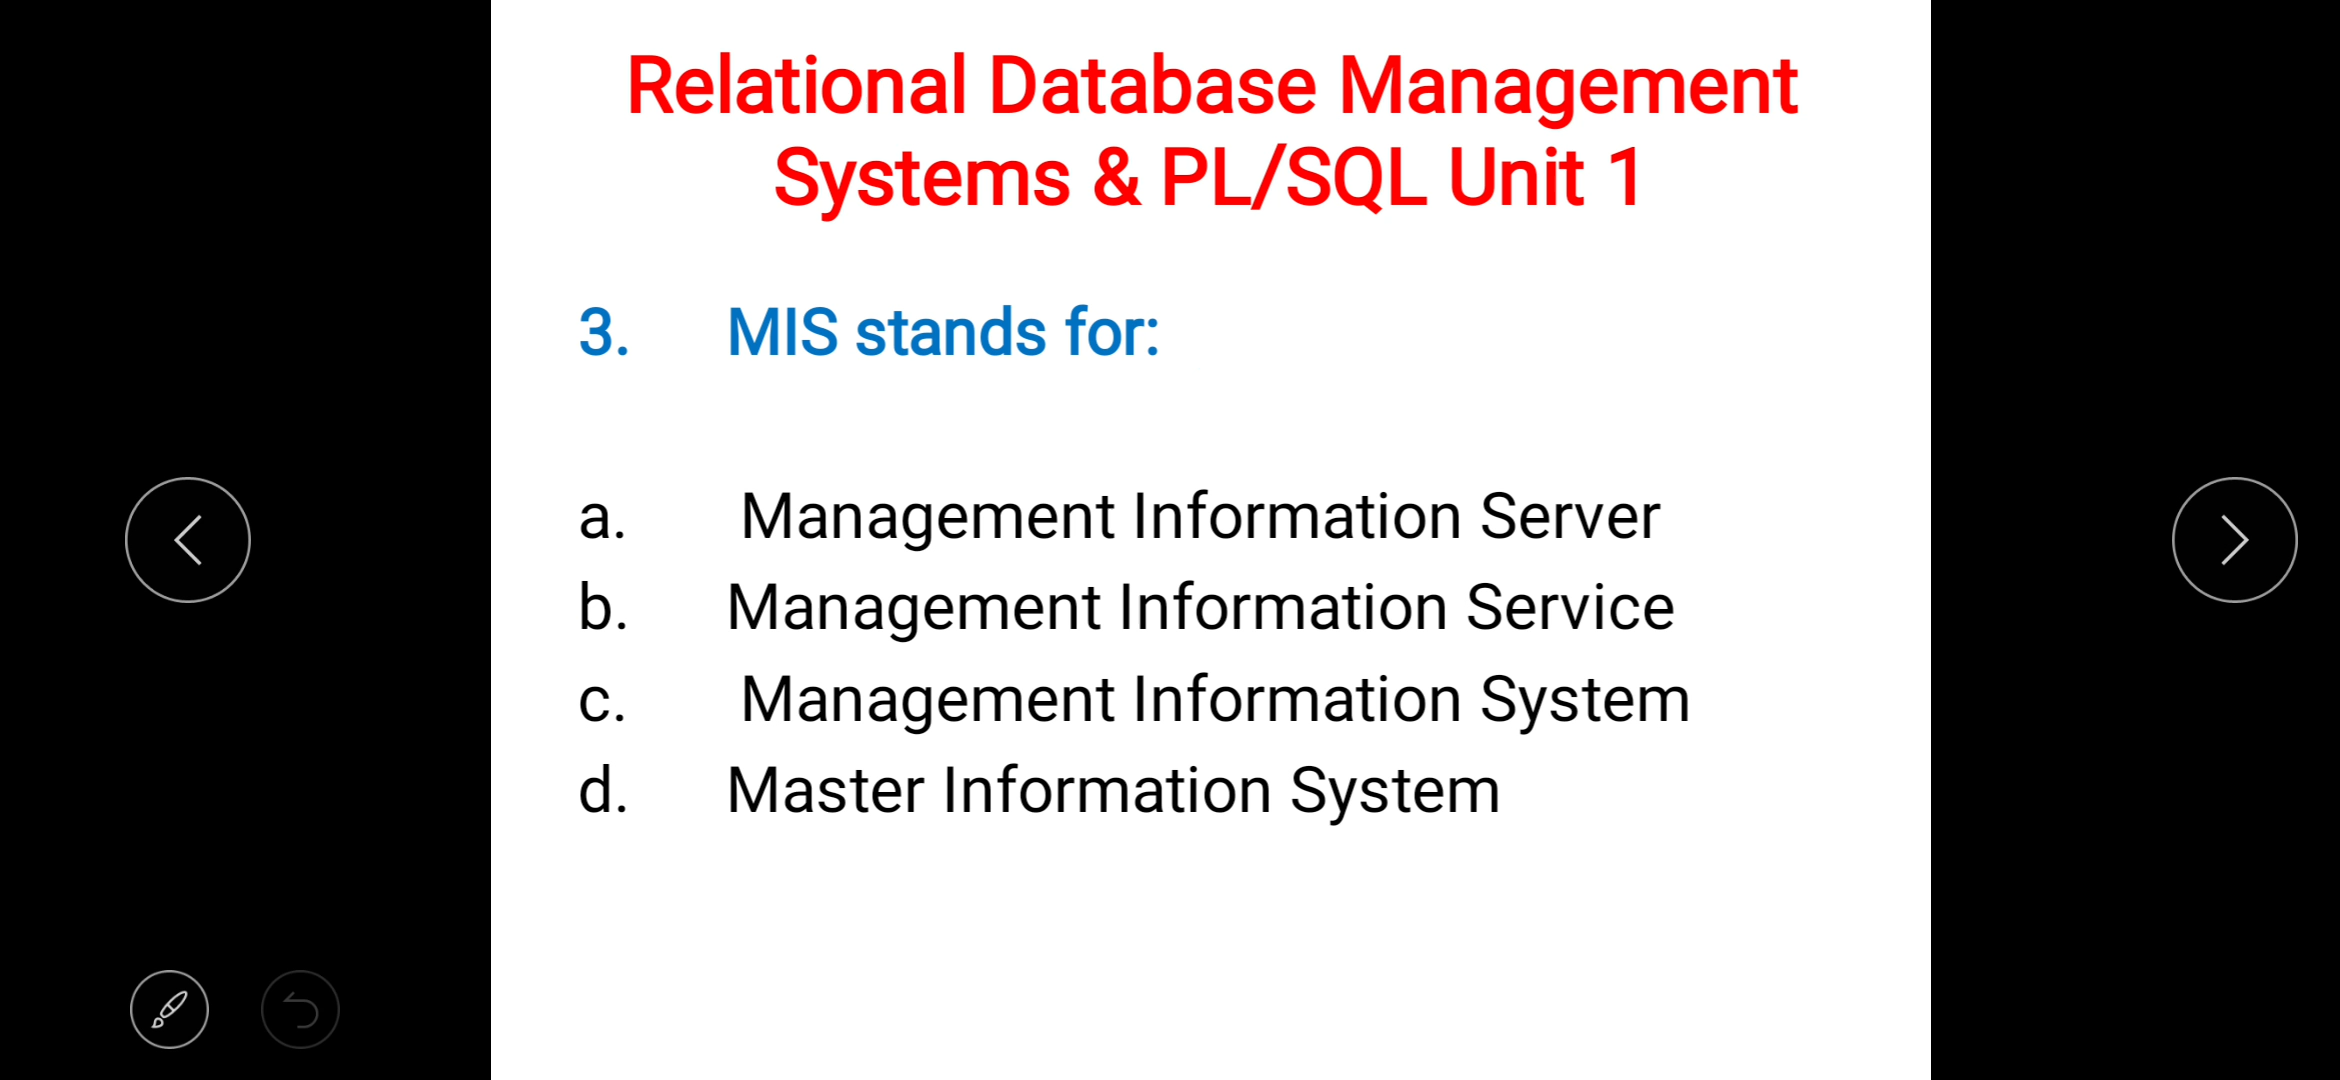 Relational Database Management
Systems & PL/SQL Unit 1
3. MIS stands for:
a. Management Information Server
b. Management Information Service
c. Management Information System
d. Master Information System